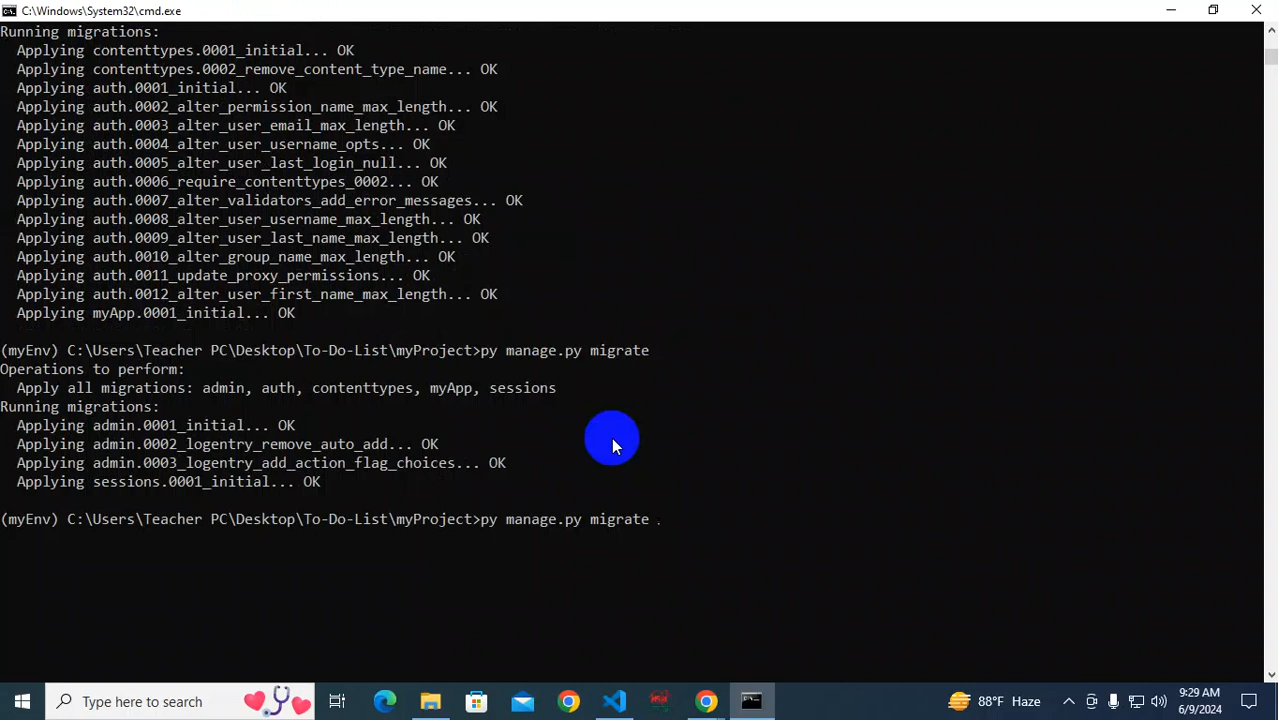 C:\Windows\System32\cmd.exe
Running migrations:
  Applying contenttypes.0001_initial... OK
  Applying contenttypes.0002_remove_content_type_name... OK
  Applying auth.0001_initial... OK
  Applying auth.0002_alter_permission_name_max_length... OK
  Applying auth.0003_alter_user_email_max_length... OK
  Applying auth.0004_alter_user_username_opts... OK
  Applying auth.0005_alter_user_last_login_null... OK
  Applying auth.0006_require_contenttypes_0002... OK
  Applying auth.0007_alter_validators_add_error_messages... OK
  Applying auth.0008_alter_user_username_max_length... OK
  Applying auth.0009_alter_user_last_name_max_length... OK
  Applying auth.0010_alter_group_name_max_length... OK
  Applying auth.0011_update_proxy_permissions... OK
  Applying auth.0012_alter_user_first_name_max_length... OK
  Applying myApp.0001_initial... OK
(myEnv) C:\Users\Teacher PC\Desktop\To-Do-List\myProject>py manage.py migrate
Operations to perform:
  Apply all migrations: admin, auth, contenttypes, myApp, sessions
Running migrations:
  Applying admin.0001_initial... OK
  Applying admin.0002_logentry_remove_auto_add... OK
  Applying admin.0003_logentry_add_action_flag_choices... OK
  Applying sessions.0001_initial... OK
(myEnv) C:\Users\Teacher PC\Desktop\To-Do-List\myProject>py manage.py migrate .
Type here to search
88°F Haze
9:29 AM
6/9/2024